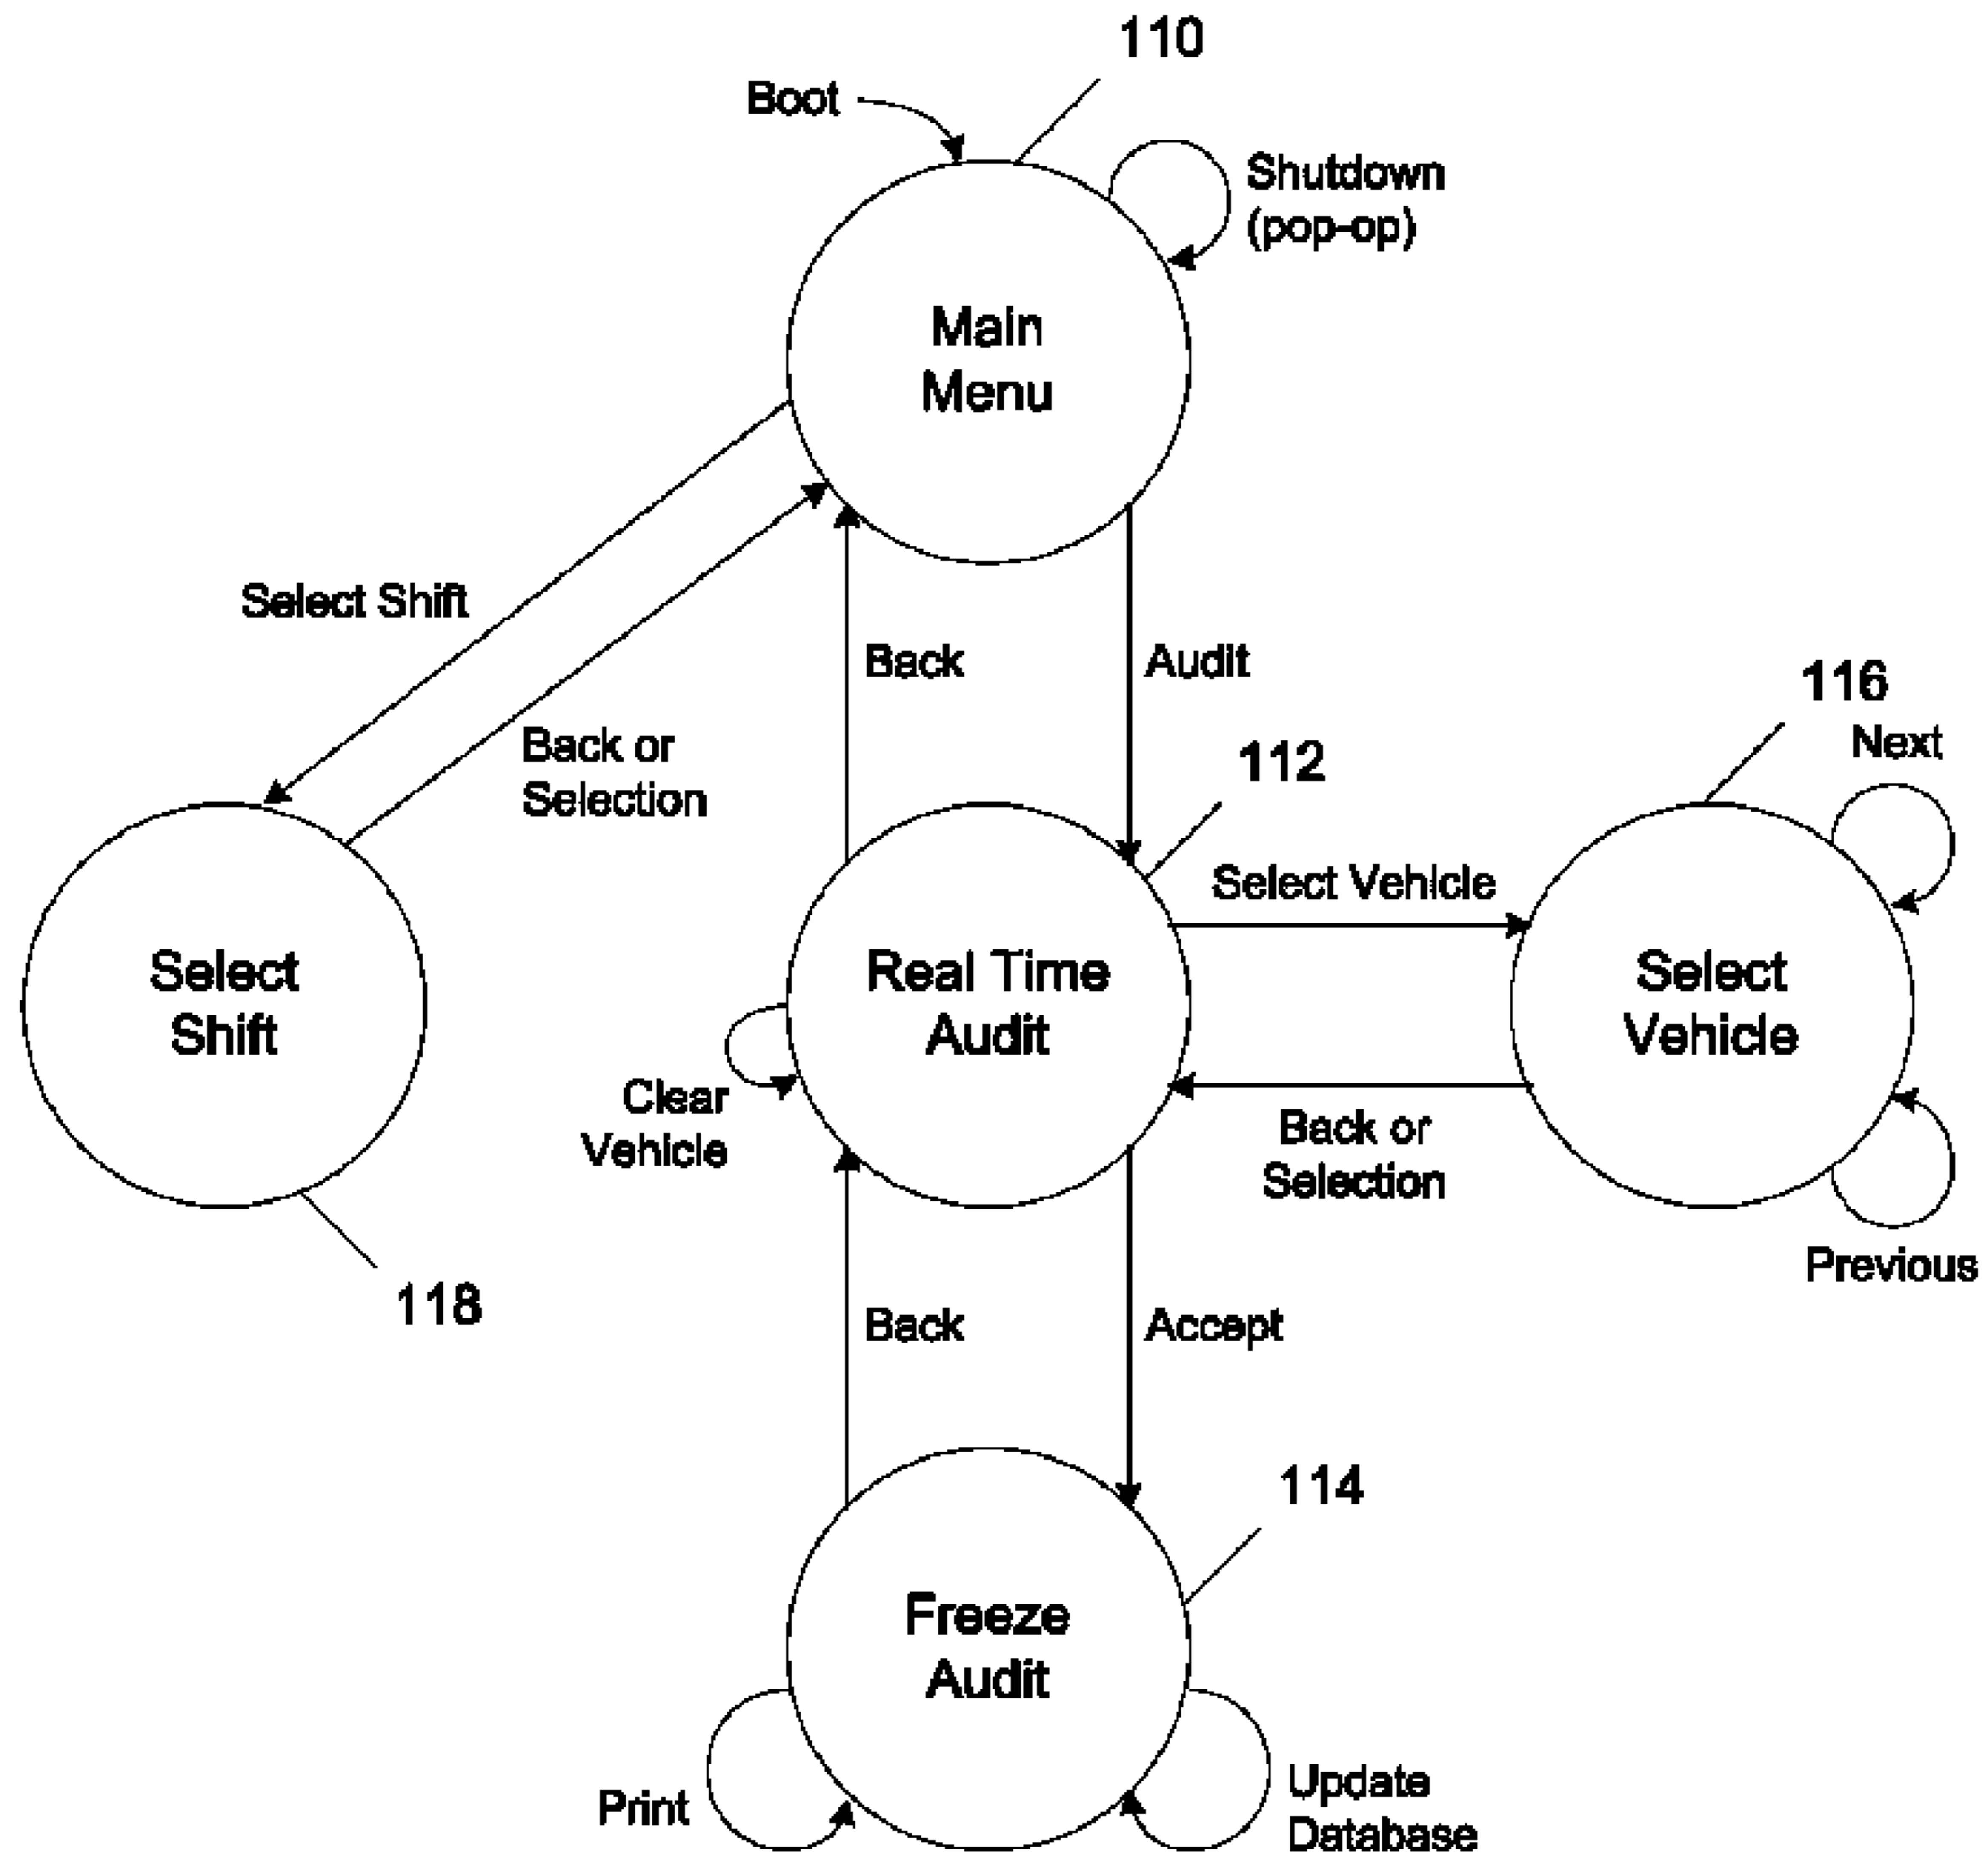 110
Boot
Shutdown
(pop-op)
Main
Menu
Select Shift
Back
Audit
Back or
Selection
112
116
Next
Select Vehicle
Select
Shift
Real Time
Audit
Select
Vehicle
Clear
Vehicle
Back or
Selection
Previous
118
Back
Accept
114
Freeze
Audit
Print
Update
Database